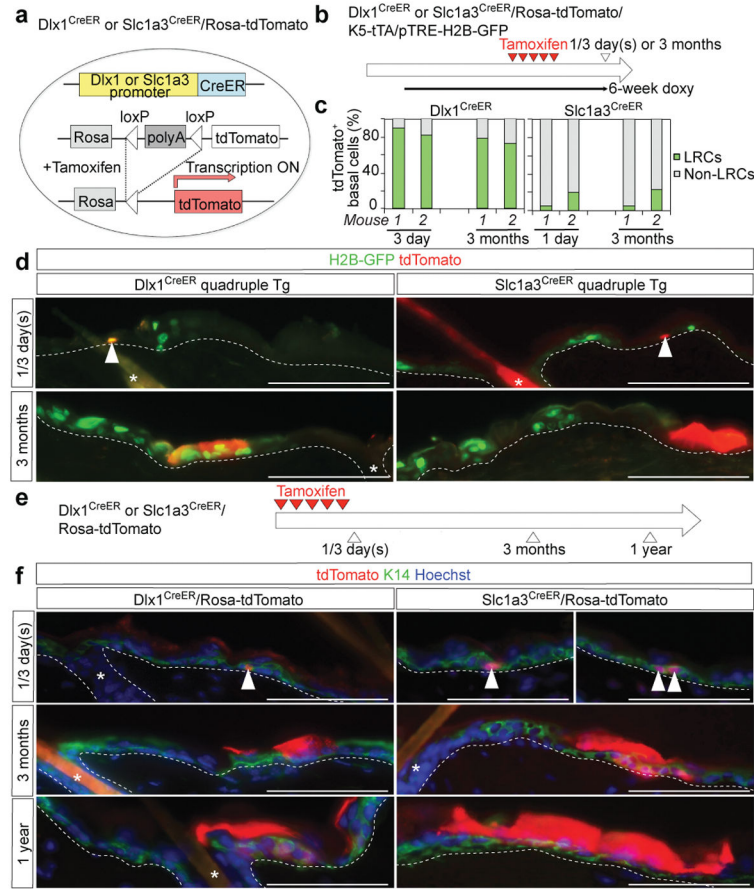 a
Dlx1CreER or Slc1a3CreER/Rosa-tdTomato
Dlx1 or Slc1a3 promoter
CreER
loxP
loxP
Rosa
polyA
tdTomato
+Tamoxifen
Transcription ON
Rosa
tdTomato
b
Dlx1CreER or Slc1a3CreER/Rosa-tdTomato/
K5-tTA/pTRE-H2B-GFP
Tamoxifen 1/3 day(s) or 3 months
6-week doxy
c
Dlx1CreER
Slc1a3CreER
tdTomato+
basal cells (%)
80
40
0
80
40
0
LRCs
Non-LRCs
Mouse 1 2 1 2 1 2 1 2
3 day 3 months 1 day 3 months
d
H2B-GFP tdTomato
Dlx1CreER quadruple Tg
Slc1a3CreER quadruple Tg
1/3 day(s)
*
*
3 months
*
e
Dlx1CreER or Slc1a3CreER/
Rosa-tdTomato
Tamoxifen
1/3 day(s) 3 months 1 year
f
tdTomato K14 Hoechst
Dlx1CreER/Rosa-tdTomato
Slc1a3CreER/Rosa-tdTomato
1/3 day(s)
*
3 months
*
*
1 year
*